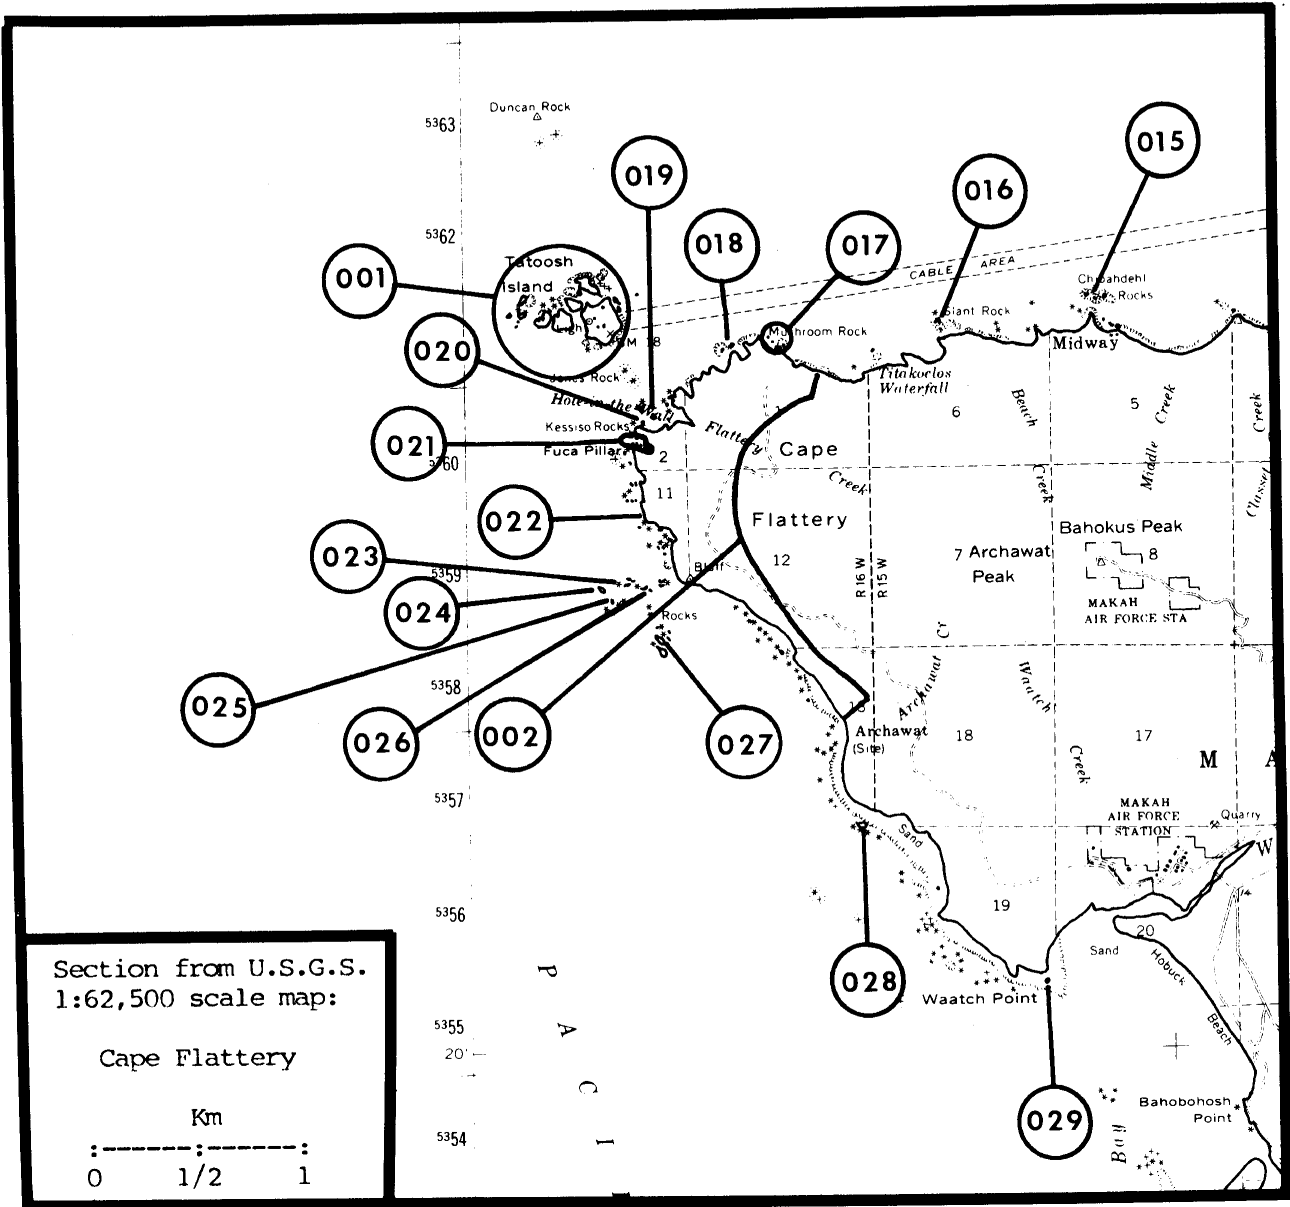 Duncan Rock
5363
015
019
016
018
017
5362
001
Tatoosh
Island
CABLE AREA
Rocks
Light
Giant Rock
Mushroom Rock
Midway
020
Jones Rock
Titakoclos
Waterfall
Hole-in-the Wall
6
Beach
Creek
5
Middle Creek
Creek
Kessiso Rocks
021
Fuca Pillar
5360
2
Flattery
Creek
Cape
Flattery
11
022
Bahokus Peak
023
7 Archawat
Peak
8
12
R 16 W
R 15 W
5359
Bluff
024
MAKAH
AIR FORCE STA
Rocks
Archawat Cr
Waatch
Creek
5358
025
026
002
027
Archawat
(Site)
18
17
M A
5357
MAKAH
AIR FORCE
STATION
Quarry
Sand
W
5356
19
20
Sand
Hobuck
Beach
Section from U.S.G.S.
1:62,500 scale map:
Cape Flattery
Km
0 1/2 1
028
Waatch Point
P
A
C
I
5355
20'
029
Bahobohosh
Point
Bay
5354